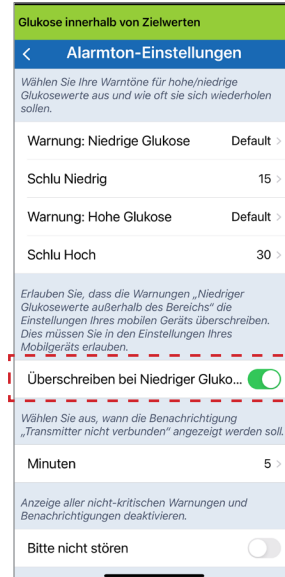 Glukose innerhalb von Zielwerten
Alarmton-Einstellungen
Wählen Sie Ihre Warntöne für hohe/niedrige
Glukosewerte aus und wie oft sie sich wiederholen
sollen.
Warnung: Niedrige Glukose Default
Schlu Niedrig 15
Warnung: Hohe Glukose Default
Schlu Hoch 30
Erlauben Sie, dass die Warnungen „Niedriger
Glukosewerte außerhalb des Bereichs“ die
Einstellungen Ihres mobilen Geräts überschreiben.
Dies müssen Sie in den Einstellungen Ihres
Mobilgeräts erlauben.
Überschreiben bei Niedriger Gluko...
Wählen Sie aus, wann die Benachrichtigung
„Transmitter nicht verbunden“ angezeigt werden soll.
Minuten 5
Anzeige aller nicht-kritischen Warnungen und
Benachrichtigungen deaktivieren.
Bitte nicht stören